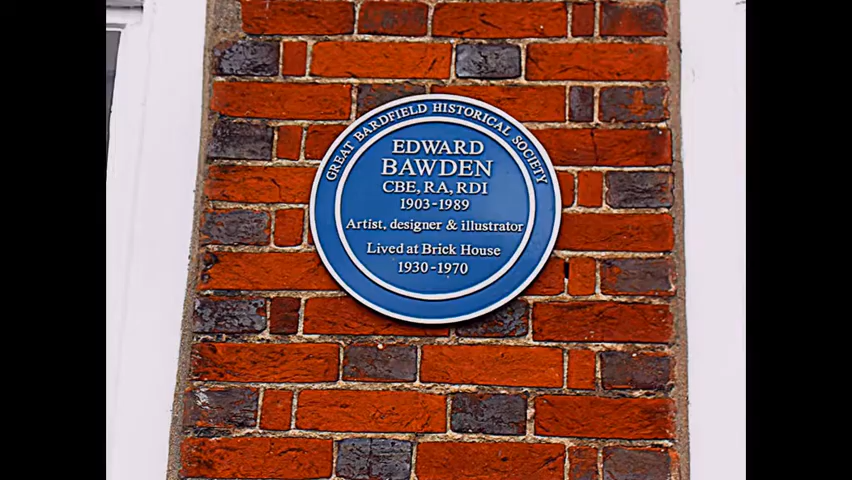 GREAT BARDFIELD HISTORICAL SOCIETY
EDWARD
BAWDEN
CBE, RA, RDI
1903-1989
Artist, designer & illustrator
Lived at Brick House
1930-1970